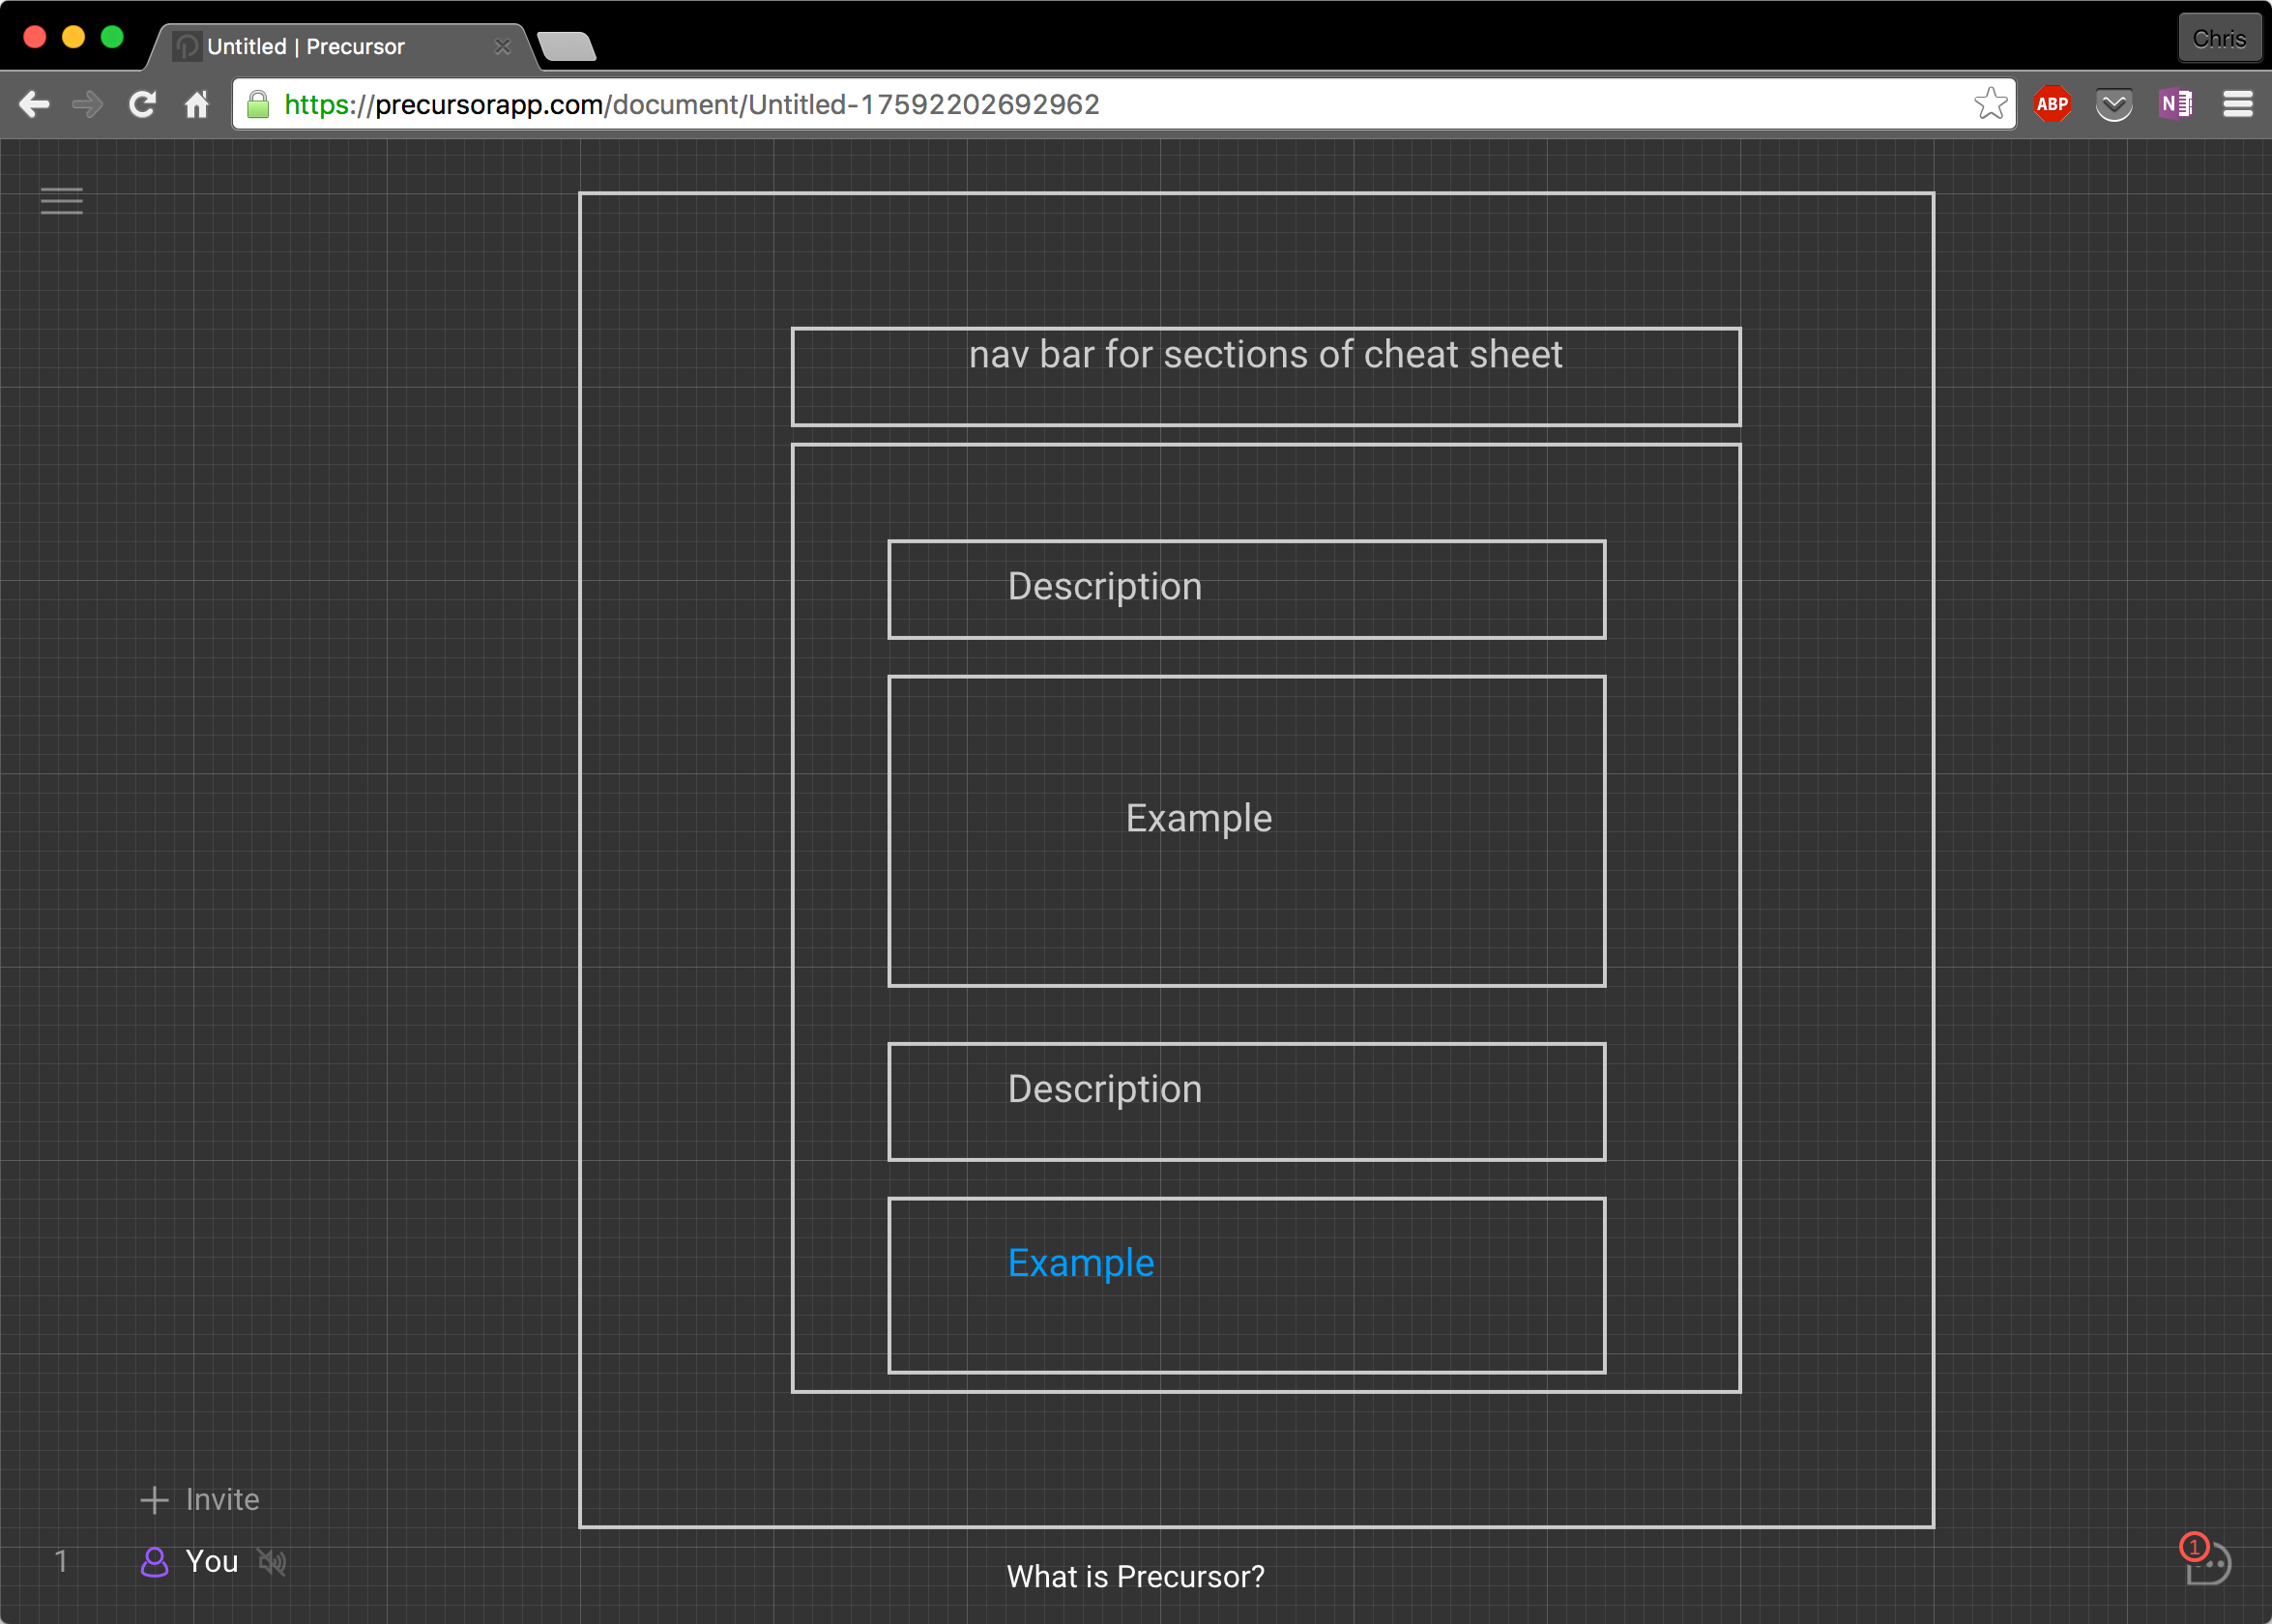 Untitled | Precursor
Chris
https://precursorapp.com/document/Untitled-17592202692962
ABP
N
nav bar for sections of cheat sheet
Description
Example
Description
Example
Invite
1 You
What is Precursor?
1